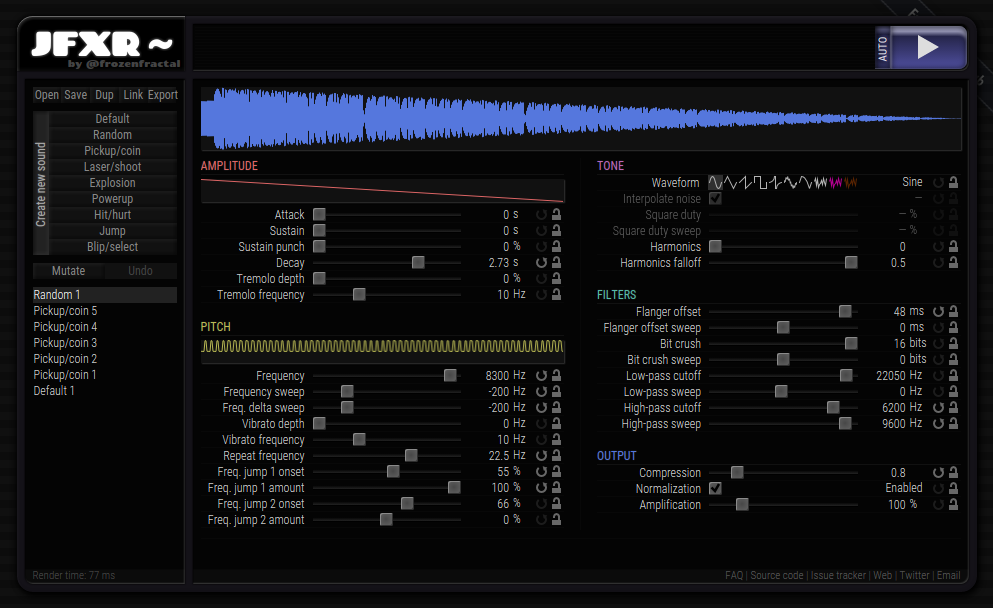 JFXR ~
by @frozenfractal
AUTO
Open Save Dup Link Export
Create new sound
Default
Random
Pickup/coin
Laser/shoot
Explosion
Powerup
Hit/hurt
Jump
Blip/select
Mutate Undo
Random 1
Pickup/coin 5
Pickup/coin 4
Pickup/coin 3
Pickup/coin 2
Pickup/coin 1
Default 1
Render time: 77 ms
AMPLITUDE
Attack 0 s
Sustain 0 s
Sustain punch 0 %
Decay 2.73 s
Tremolo depth 0 %
Tremolo frequency 10 Hz
PITCH
Frequency 8300 Hz
Frequency sweep -200 Hz
Freq. delta sweep -200 Hz
Vibrato depth 0 Hz
Vibrato frequency 10 Hz
Repeat frequency 22.5 Hz
Freq. jump 1 onset 55 %
Freq. jump 1 amount 100 %
Freq. jump 2 onset 66 %
Freq. jump 2 amount 0 %
TONE
Waveform Sine
Interpolate noise –
Square duty – %
Square duty sweep – %
Harmonics 0
Harmonics falloff 0.5
FILTERS
Flanger offset 48 ms
Flanger offset sweep 0 ms
Bit crush 16 bits
Bit crush sweep 0 bits
Low-pass cutoff 22050 Hz
Low-pass sweep 0 Hz
High-pass cutoff 6200 Hz
High-pass sweep 9600 Hz
OUTPUT
Compression 0.8
Normalization Enabled
Amplification 100 %
FAQ | Source code | Issue tracker | Web | Twitter | Email